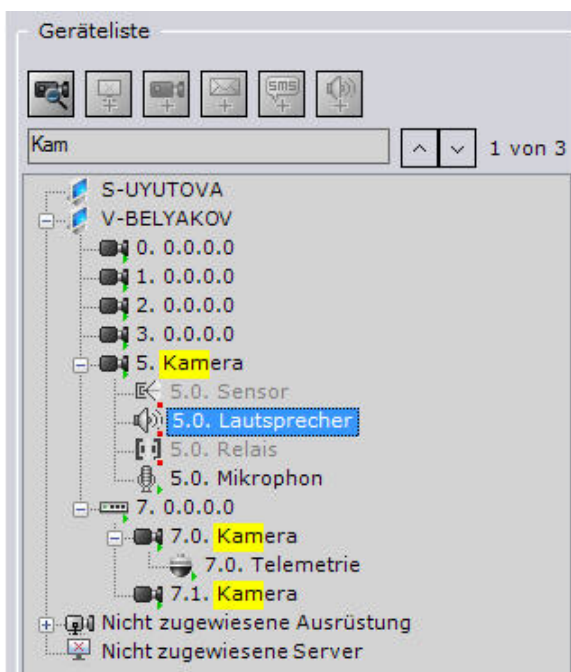 Geräteliste
sms
Kam
1 von 3
S-UYUTOVA
V-BELYAKOV
0. 0.0.0.0
1. 0.0.0.0
2. 0.0.0.0
3. 0.0.0.0
5. Kamera
5.0. Sensor
5.0. Lautsprecher
5.0. Relais
5.0. Mikrophon
7. 0.0.0.0
7.0. Kamera
7.0. Telemetrie
7.1. Kamera
Nicht zugewiesene Ausrüstung
Nicht zugewiesene Server